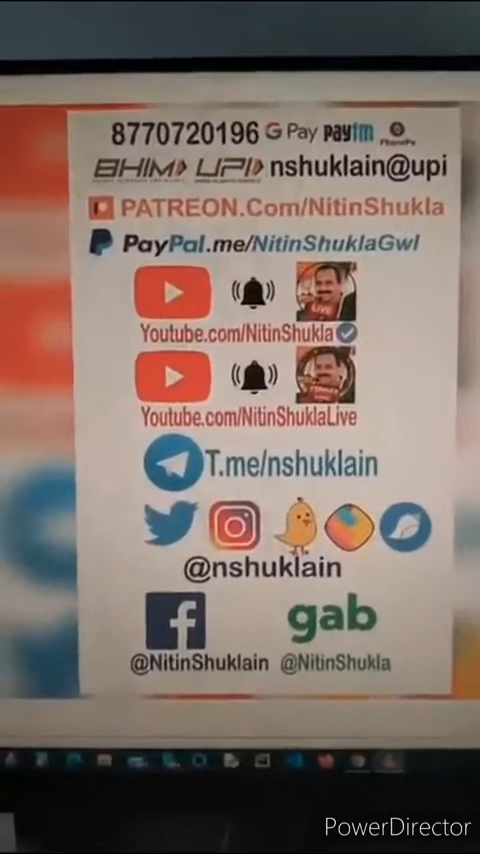 8770720196 G Pay paytm PhonePe
BHIM UPI nshuklain@upi
PATREON.Com/NitinShukla
PayPal.me/NitinShuklaGwl
Youtube.com/NitinShukla
Youtube.com/NitinShuklaLive
T.me/nshuklain
@nshuklain
gab
@NitinShuklain @NitinShukla
PowerDirector